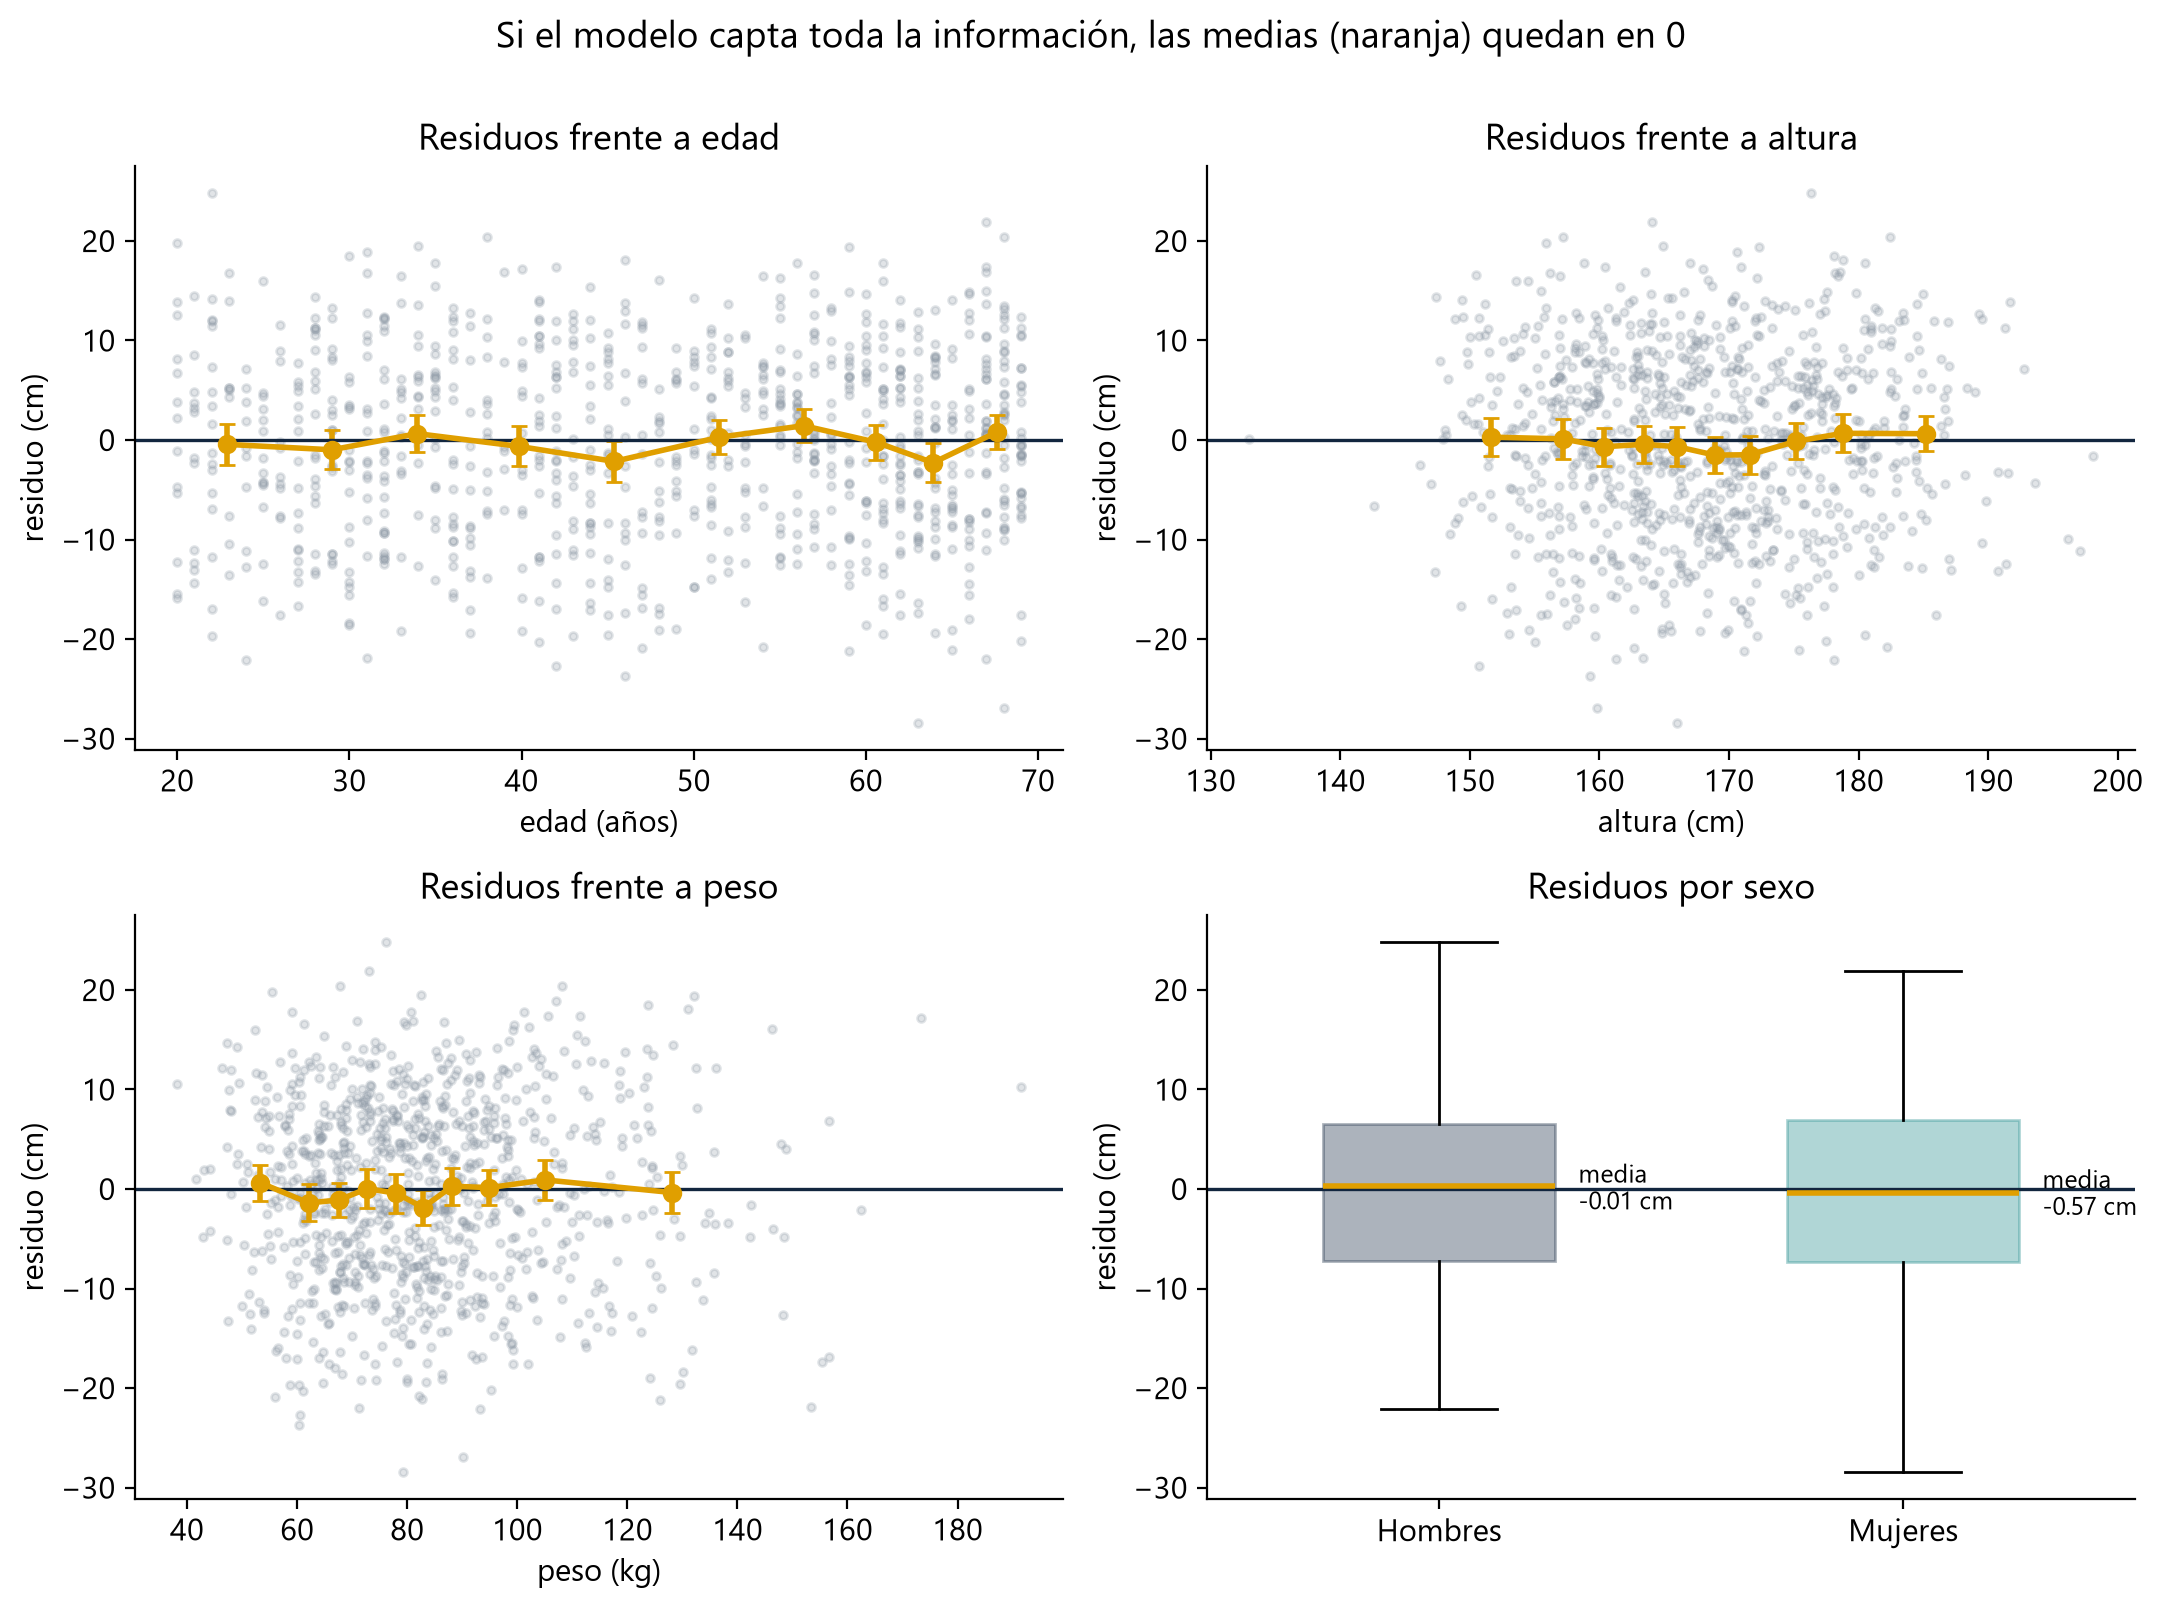 Si el modelo capta toda la información, las medias (naranja) quedan en 0
Residuos frente a edad
residuo (cm)
20
10
0
−10
−20
−30
20 30 40 50 60 70
edad (años)
Residuos frente a altura
residuo (cm)
20
10
0
−10
−20
−30
130 140 150 160 170 180 190 200
altura (cm)
Residuos frente a peso
residuo (cm)
20
10
0
−10
−20
−30
40 60 80 100 120 140 160 180
peso (kg)
Residuos por sexo
residuo (cm)
20
10
0
−10
−20
−30
media
-0.01 cm
media
-0.57 cm
Hombres Mujeres